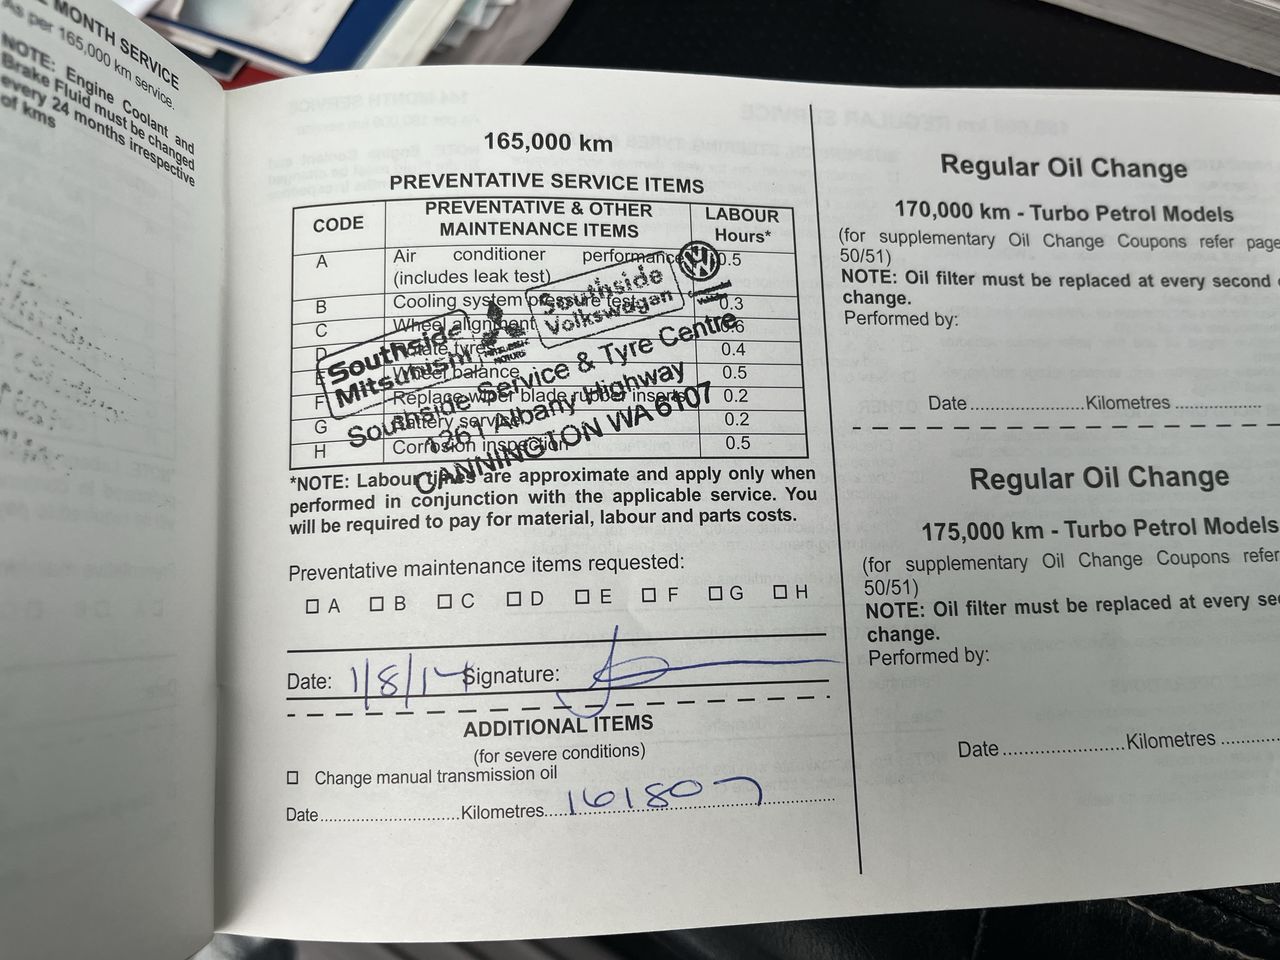 MONTH SERVICE
As per 165,000 km service.
NOTE: Engine Coolant and
Brake Fluid must be changed
every 24 months irrespective
of kms
165,000 km
PREVENTATIVE SERVICE ITEMS
CODE PREVENTATIVE & OTHER MAINTENANCE ITEMS LABOUR Hours*
A Air conditioner performance (includes leak test) 0.5
B Cooling system pressure test 0.3
C Wheel alignment 0.6
D Rotate tyres 0.4
E Wheel balance 0.5
F Replace wiper blade rubber inserts 0.2
G Battery service 0.2
H Corrosion inspection 0.5
Southside Mitsubishi
MITSUBISHI MOTORS
Southside Volkswagen
Southside Service & Tyre Centre
1261 Albany Highway
CANNINGTON WA 6107
*NOTE: Labour times are approximate and apply only when
performed in conjunction with the applicable service. You
will be required to pay for material, labour and parts costs.
Preventative maintenance items requested:
A B C D E F G H
Date: 1/8/14 Signature:
ADDITIONAL ITEMS
(for severe conditions)
Change manual transmission oil
Date..............................Kilometres.....161807
Regular Oil Change
170,000 km - Turbo Petrol Models
(for supplementary Oil Change Coupons refer page
50/51)
NOTE: Oil filter must be replaced at every second
change.
Performed by:
Date ........................Kilometres ..................
Regular Oil Change
175,000 km - Turbo Petrol Models
(for supplementary Oil Change Coupons refer
50/51)
NOTE: Oil filter must be replaced at every
change.
Performed by:
Date .........................Kilometres .............